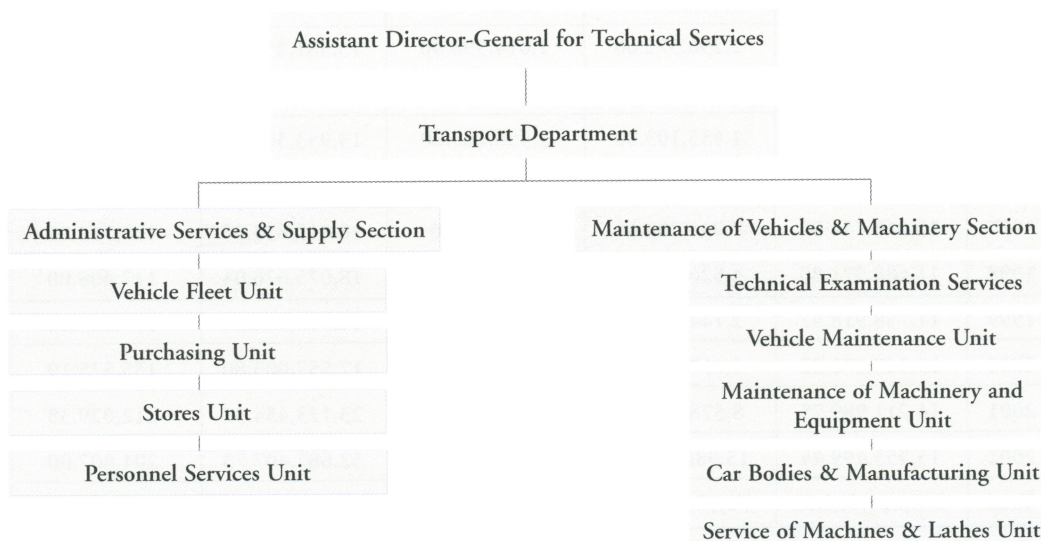 Assistant Director-General for Technical Services
Transport Department
Administrative Services & Supply Section
Vehicle Fleet Unit
Purchasing Unit
Stores Unit
Personnel Services Unit
Maintenance of Vehicles & Machinery Section
Technical Examination Services
Vehicle Maintenance Unit
Maintenance of Machinery and
Equipment Unit
Car Bodies & Manufacturing Unit
Service of Machines & Lathes Unit